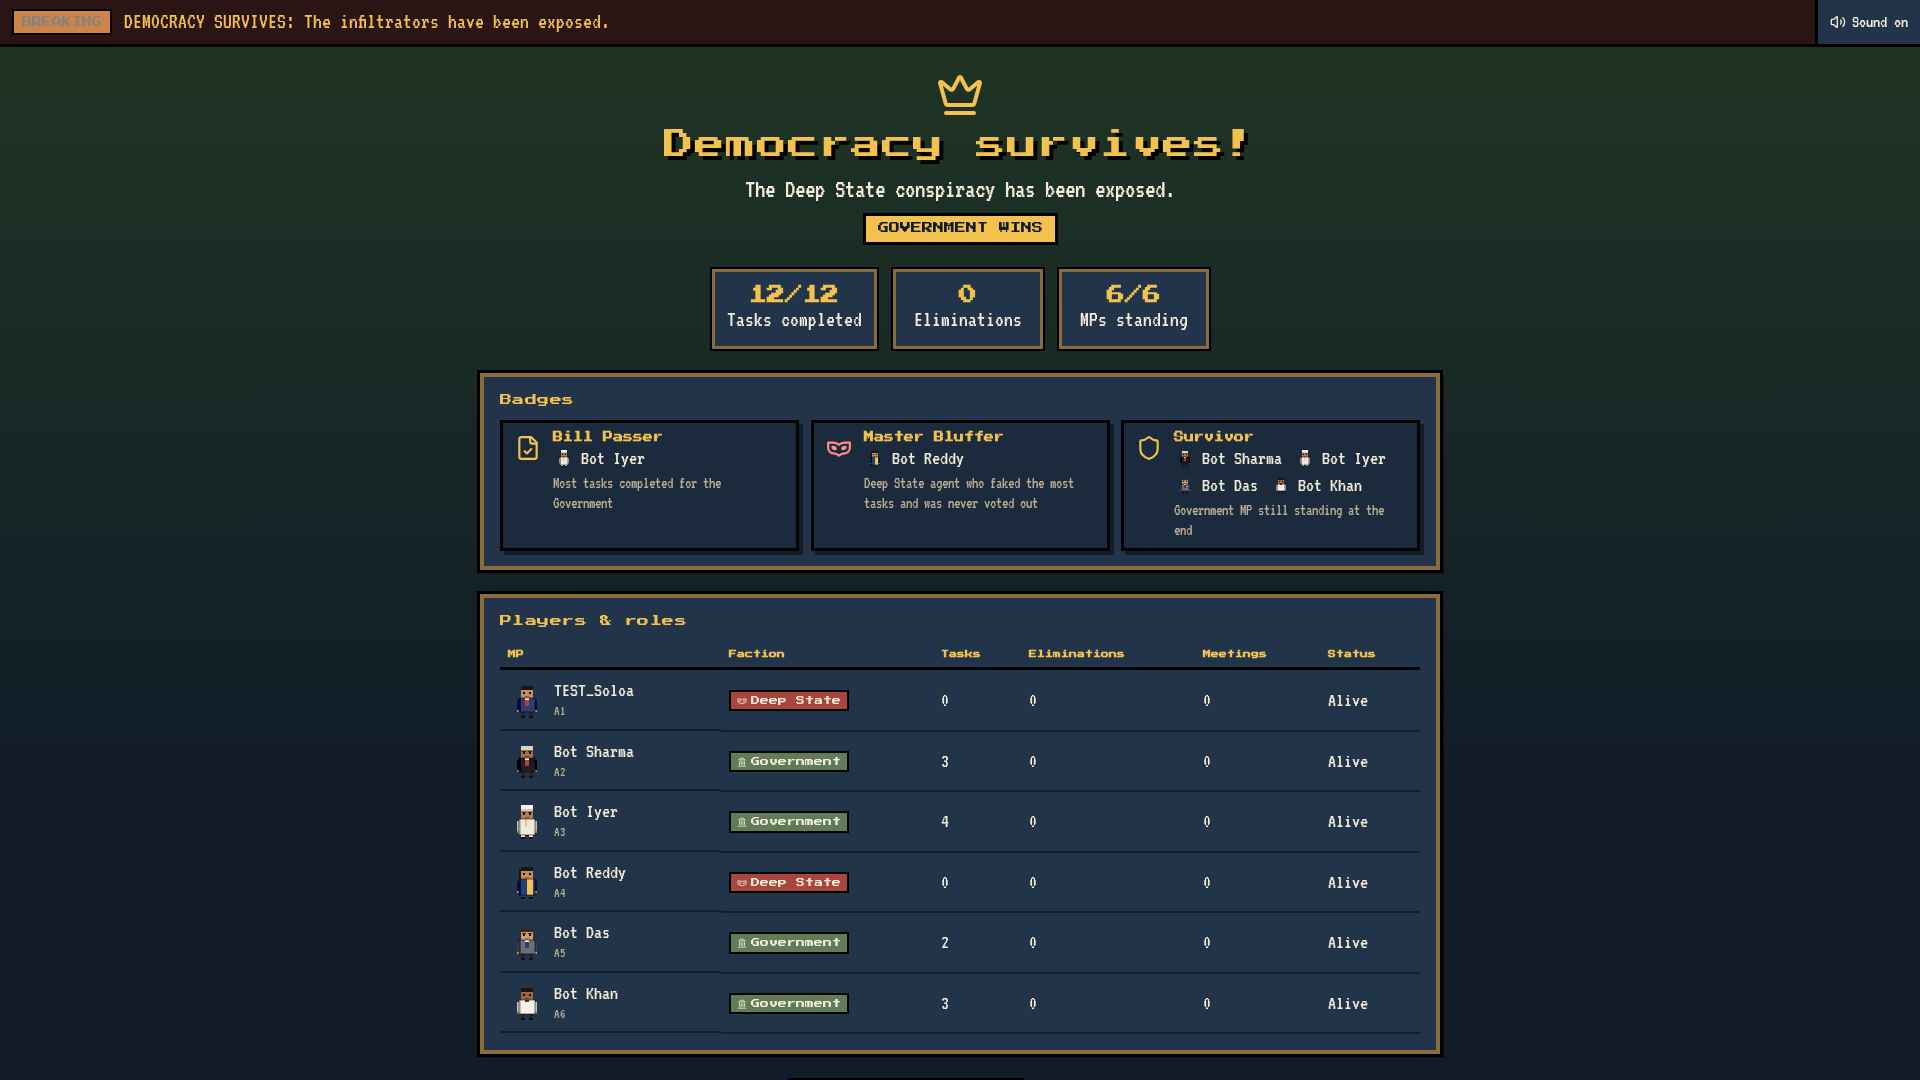 BREAKING DEMOCRACY SURVIVES: The infiltrators have been exposed. Sound on
Democracy survives!
The Deep State conspiracy has been exposed.
GOVERNMENT WINS
12/12 0 6/6
Tasks completed Eliminations MPs standing
Badges
Bill Passer
Bot Iyer
Most tasks completed for the
Government
Master Bluffer
Bot Reddy
Deep State agent who faked the most
tasks and was never voted out
Survivor
Bot Sharma Bot Iyer
Bot Das Bot Khan
Government MP still standing at the
end
Players & roles
MP Faction Tasks Eliminations Meetings Status
TEST_Soloa
A1
Deep State 0 0 0 Alive
Bot Sharma
A2
Government 3 0 0 Alive
Bot Iyer
A3
Government 4 0 0 Alive
Bot Reddy
A4
Deep State 0 0 0 Alive
Bot Das
A5
Government 2 0 0 Alive
Bot Khan
A6
Government 3 0 0 Alive